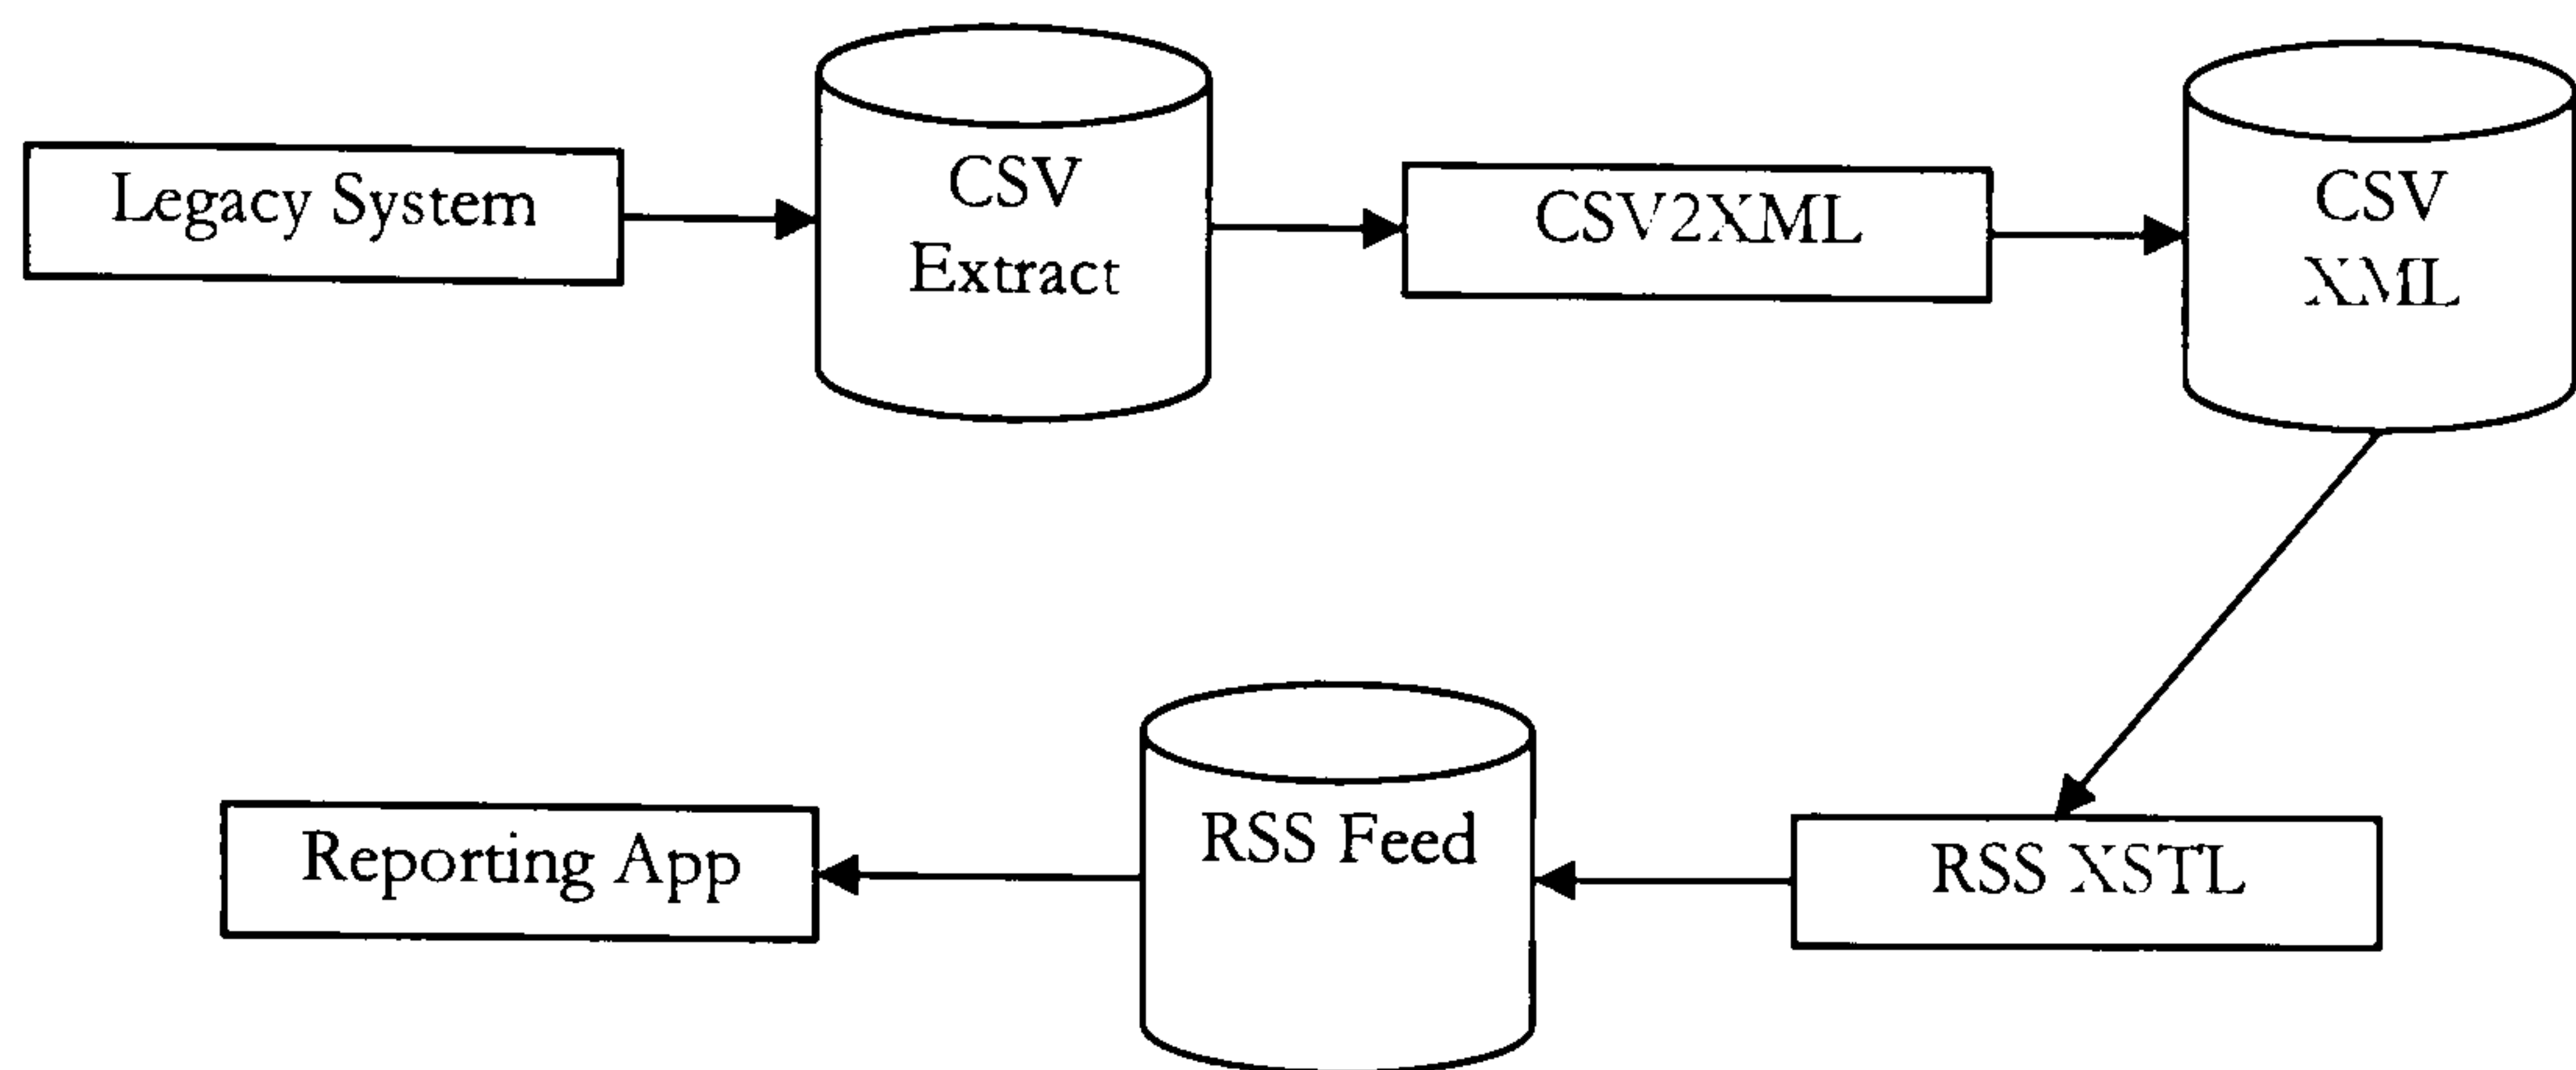 Legacy System
CSV
Extract
CSV2XML
CSV
XML
RSS XSTL
RSS Feed
Reporting App